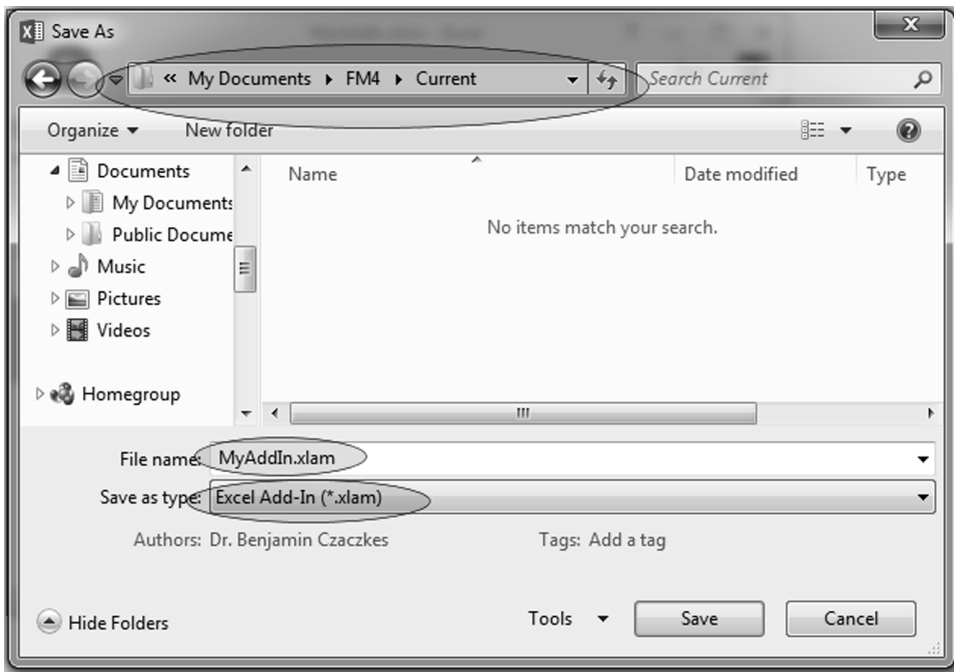 Save As
« My Documents FM4 Current
Search Current
Organize New folder
Documents
Name Date modified Type
My Documents
Public Docume
No items match your search.
Music
Pictures
Videos
Homegroup
File name: MyAddIn.xlam
Save as type: Excel Add-In (*.xlam)
Authors: Dr. Benjamin Czaczkes Tags: Add a tag
Hide Folders Tools Save Cancel